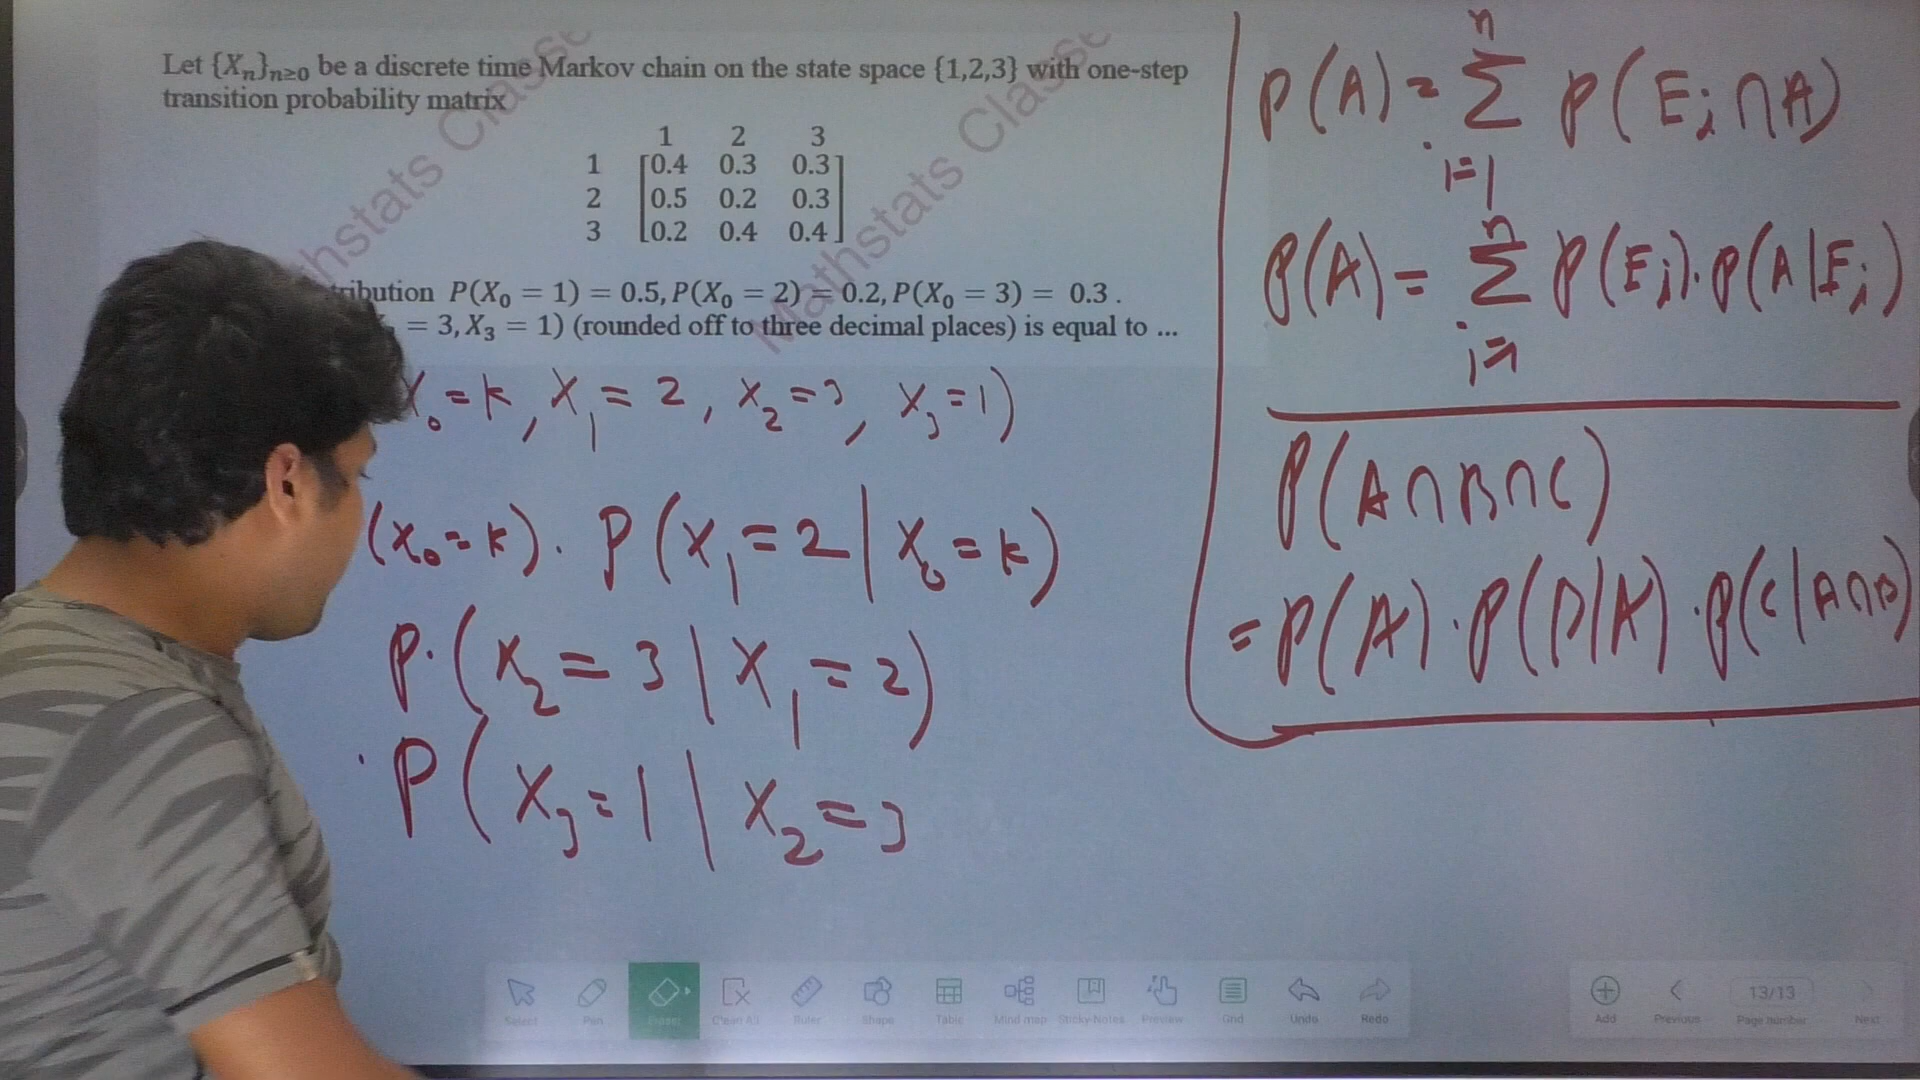 Let {Xₙ}ₙ≥₀ be a discrete time Markov chain on the state space {1,2,3} with one-step
transition probability matrix
1 2 3
1 [0.4 0.3 0.3]
2 [0.5 0.2 0.3]
3 [0.2 0.4 0.4]
P(X₀ = 1) = 0.5, P(X₀ = 2) = 0.2, P(X₀ = 3) = 0.3 .
= 3, X₃ = 1) (rounded off to three decimal places) is equal to ...
X₀ = k, X₁ = 2, X₂ = 3, X₃ = 1)
(X₀ = k). P(X₁ = 2 | X₀ = k)
P.(X₂ = 3 | X₁ = 2)
. P(X₃ = 1 | X₂ = 3
P(A) = n Σ i=1 P(Eᵢ ∩ A)
P(A) = n Σ i=1 P(Eᵢ). P(A|Eᵢ)
P(A∩B∩C)
= P(A). P(B|A). P(C|A∩B)
Mathstats Classe
Mathstats Classe
Select Pen Eraser Clean All Ruler Shape Table Mind map Sticky Notes Preview Grid Undo Redo
Add Previous 13/13 Page number Next